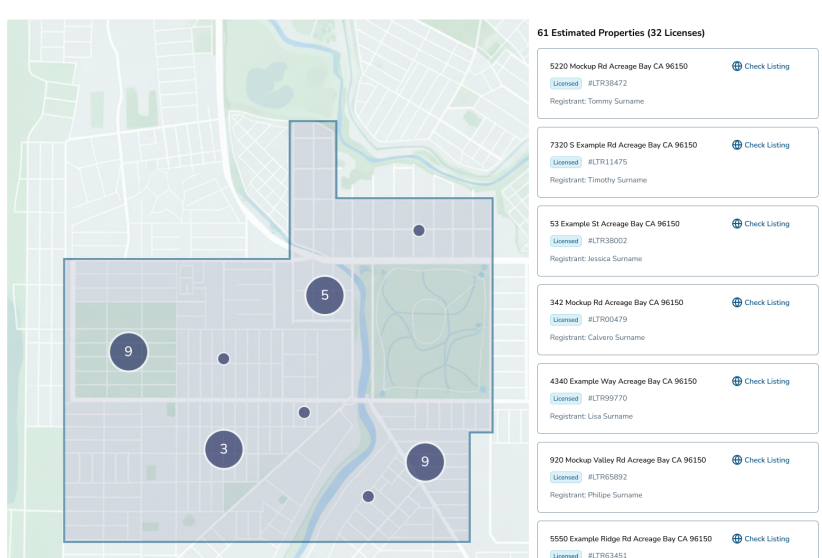 61 Estimated Properties (32 Licenses)
5220 Mockup Rd Acreage Bay CA 96150
Check Listing
Licensed #LTR38472
Registrant: Tommy Surname
7320 S Example Rd Acreage Bay CA 96150
Check Listing
Licensed #LTR11475
Registrant: Timothy Surname
53 Example St Acreage Bay CA 96150
Check Listing
Licensed #LTR38002
Registrant: Jessica Surname
342 Mockup Rd Acreage Bay CA 96150
Check Listing
Licensed #LTR00479
Registrant: Calvero Surname
4340 Example Way Acreage Bay CA 96150
Check Listing
Licensed #LTR99770
Registrant: Lisa Surname
920 Mockup Valley Rd Acreage Bay CA 96150
Check Listing
Licensed #LTR65892
Registrant: Philipe Surname
5550 Example Ridge Rd Acreage Bay CA 96150
Check Listing
Licensed #LTR63451
5
9
3
9